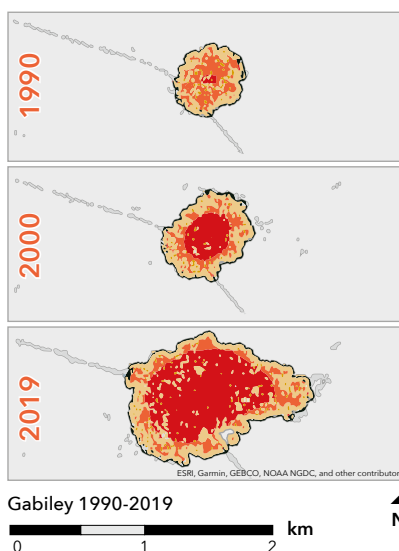 1990
2000
2019
ESRI, Garmin, GEBCO, NOAA NGDC, and other contributor
Gabiley 1990-2019
km
N
0 1 2